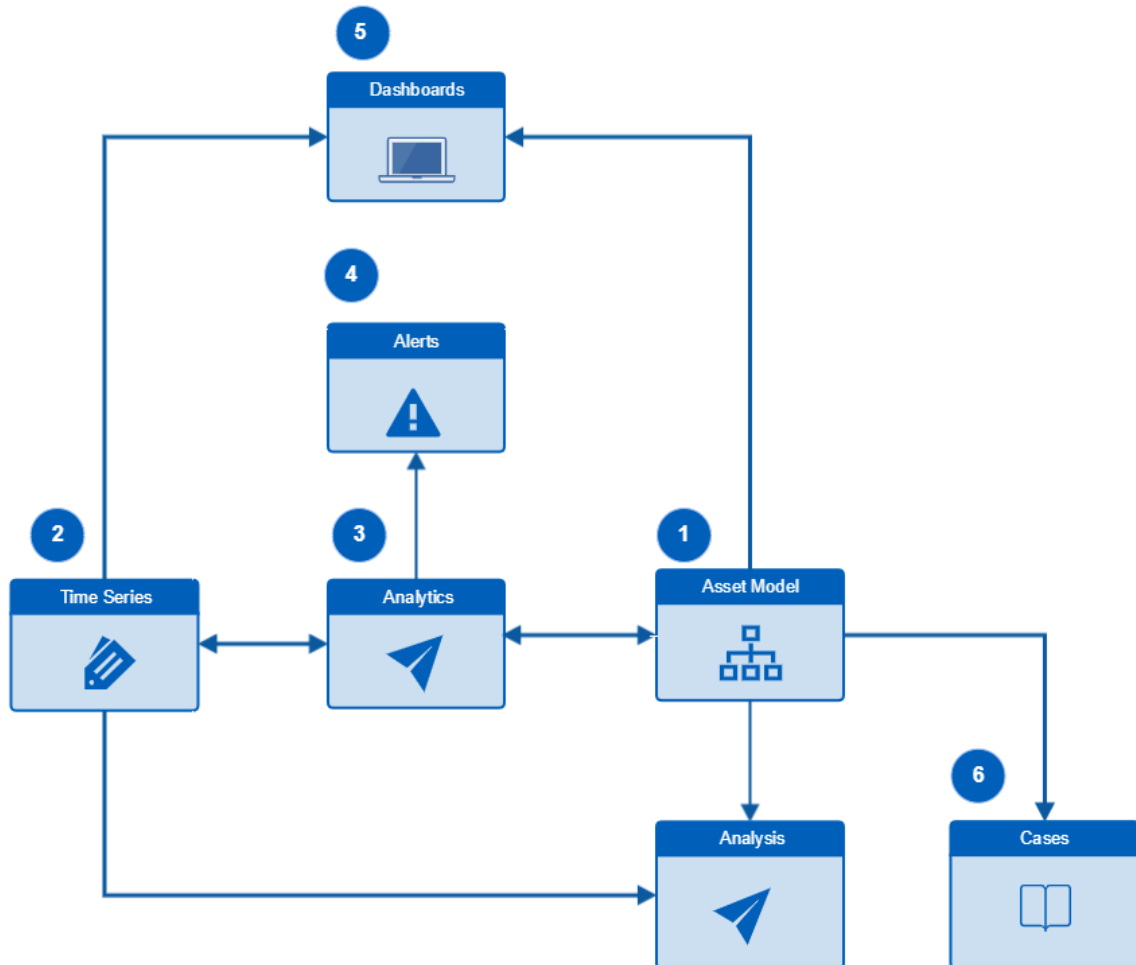 5
Dashboards
4
Alerts
2
Time Series
3
Analytics
1
Asset Model
6
Analysis
Cases